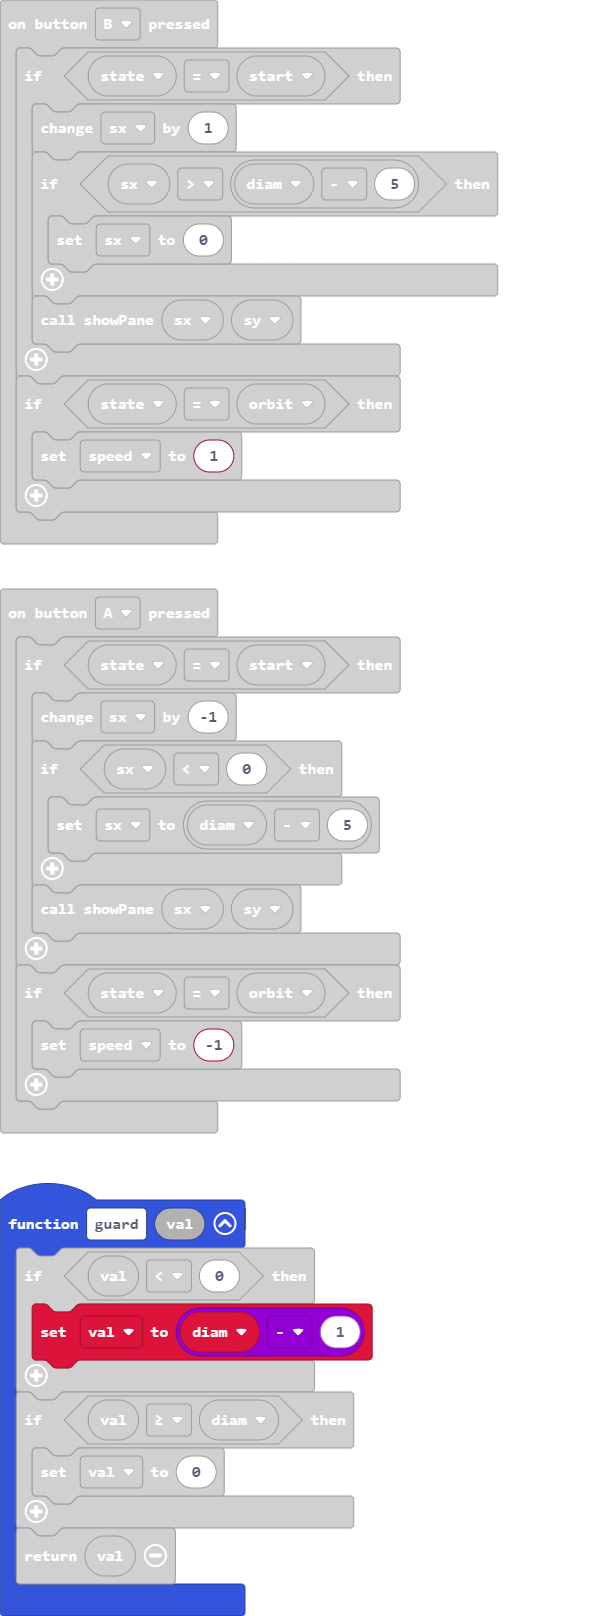 on button B pressed
if state = start then
change sx by 1
if sx > diam - 5 then
set sx to 0
call showPane sx sy
if state = orbit then
set speed to 1
on button A pressed
if state = start then
change sx by -1
if sx < 0 then
set sx to diam - 5
call showPane sx sy
if state = orbit then
set speed to -1
function guard val
if val < 0 then
set val to diam - 1
if val ≥ diam then
set val to 0
return val